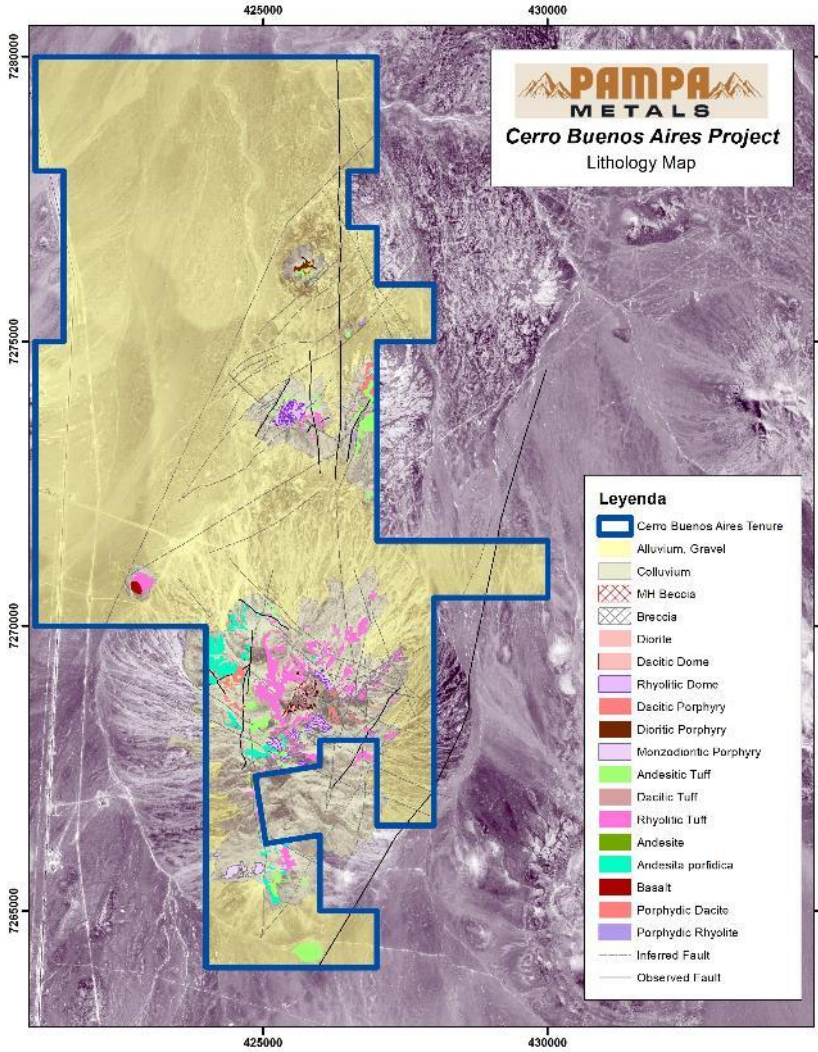 425000
430000
7280000
7275000
7270000
7265000
PAMPA
METALS
Cerro Buenos Aires Project
Lithology Map
Leyenda
Cerro Buenos Aires Tenure
Alluvium, Gravel
Colluvium
MH Beccia
Breccia
Diorite
Dacitic Dome
Rhyolitic Dome
Dacitic Porphyry
Dioritic Porphyry
Monzodioritic Porphyry
Andesitic Tuff
Dacitic Tuff
Rhyolitic Tuff
Andesite
Andesita porfidica
Basalt
Porphydic Dacite
Porphydic Rhyolite
Inferred Fault
Observed Fault
425000
430000